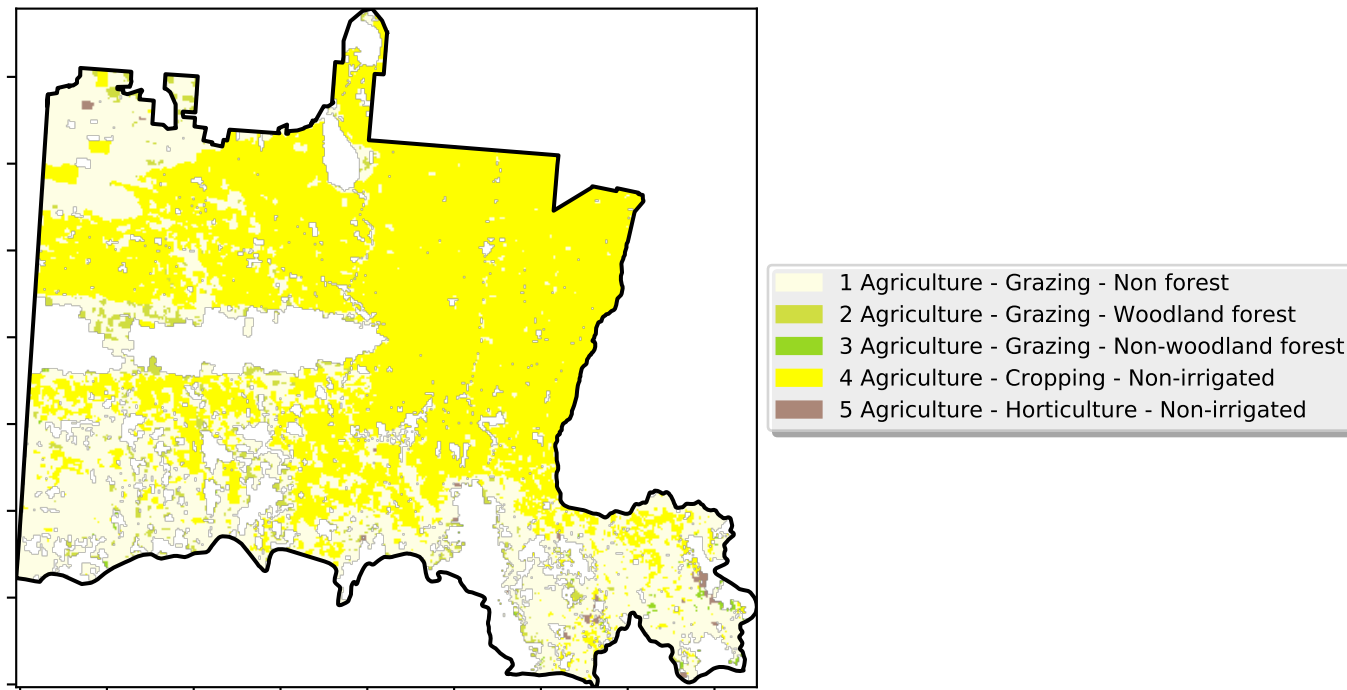 1 Agriculture - Grazing - Non forest
2 Agriculture - Grazing - Woodland forest
3 Agriculture - Grazing - Non-woodland forest
4 Agriculture - Cropping - Non-irrigated
5 Agriculture - Horticulture - Non-irrigated